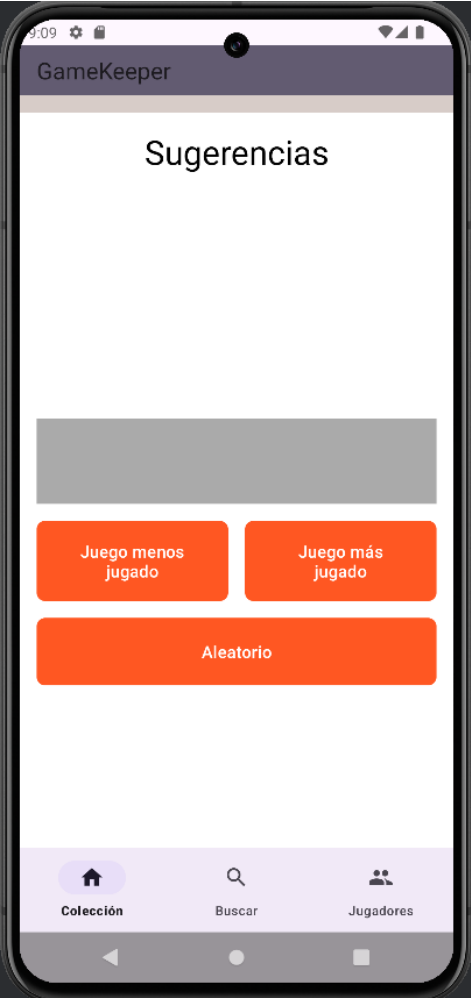 9:09
GameKeeper
Sugerencias
Juego menos
jugado
Juego más
jugado
Aleatorio
Colección
Buscar
Jugadores